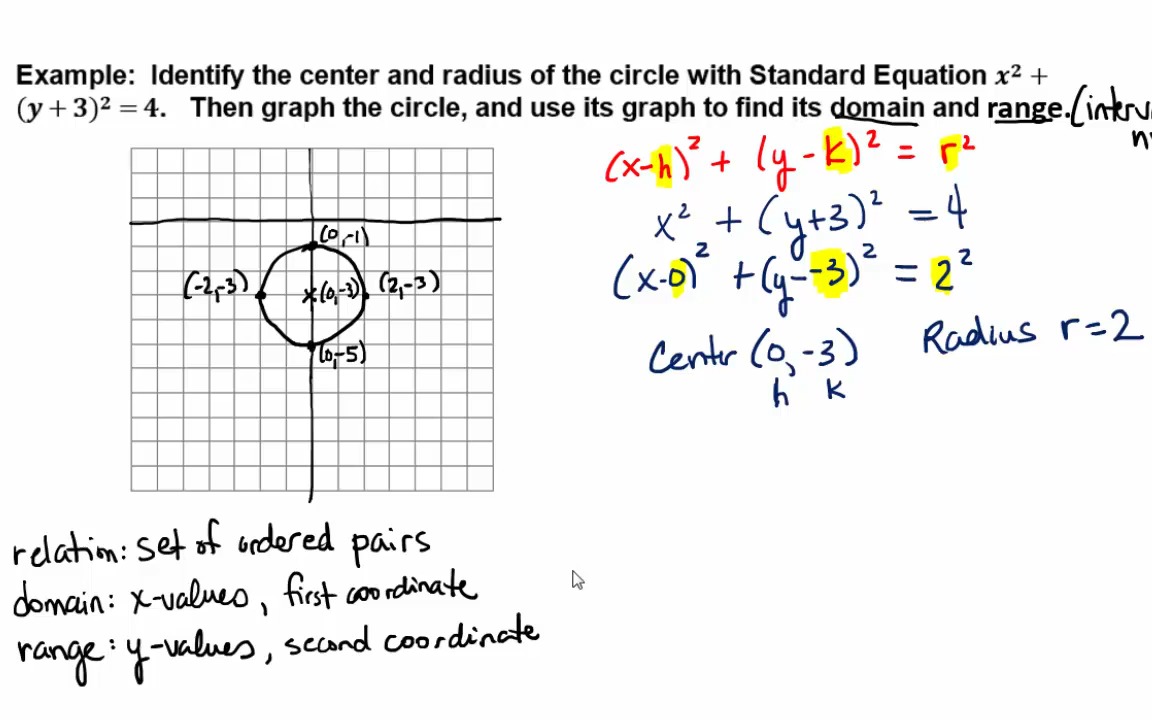 Example: Identify the center and radius of the circle with Standard Equation x² +
(y + 3)² = 4. Then graph the circle, and use its graph to find its domain and range.
(x-h)² + (y-k)² = r²
x² + (y+3)² = 4
(x-0)² + (y--3)² = 2²
Center (0, -3)
h k
Radius r=2
(0,-1)
(-2,-3)
(0,-3)
(2,-3)
(0,-5)
relation: set of ordered pairs
domain: x-values, first coordinate
range: y-values, second coordinate